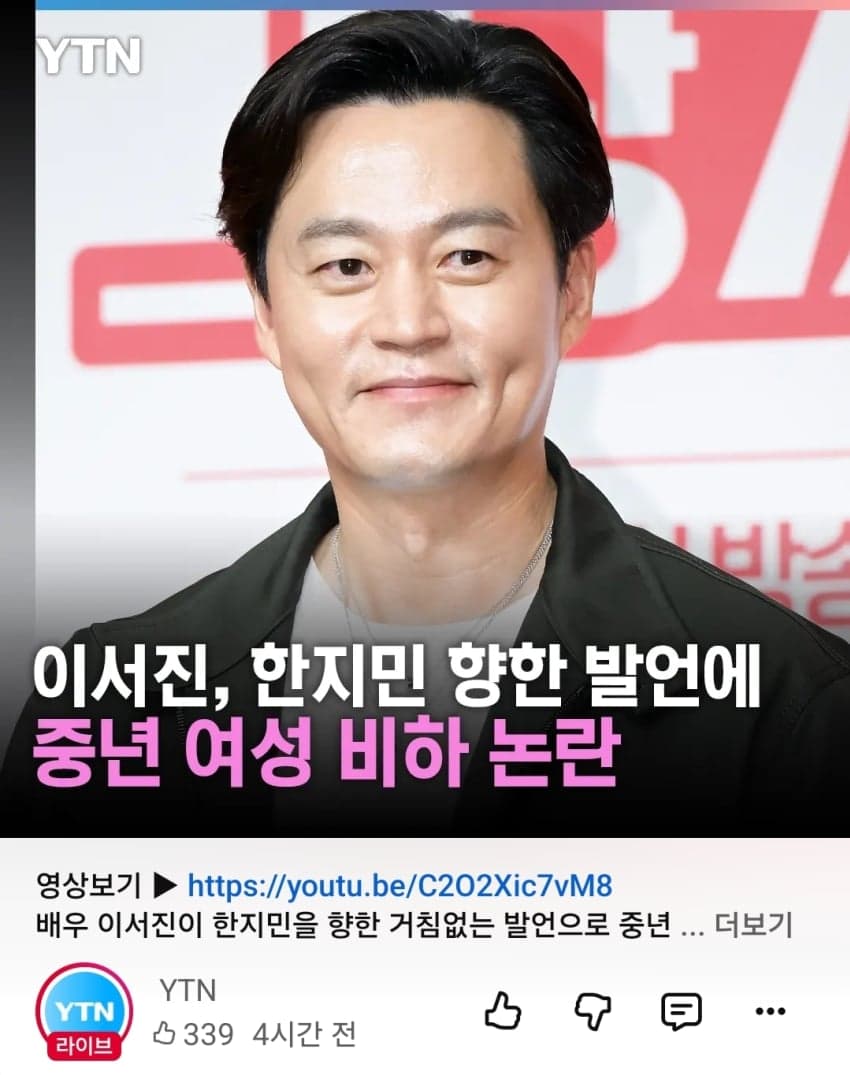 YTN
이서진, 한지민 향한 발언에
중년 여성 비하 논란
영상보기 ▶ https://youtu.be/C2O2Xic7vM8
배우 이서진이 한지민을 향한 거침없는 발언으로 중년 ... 더보기
YTN
라이브
YTN
339 4시간 전